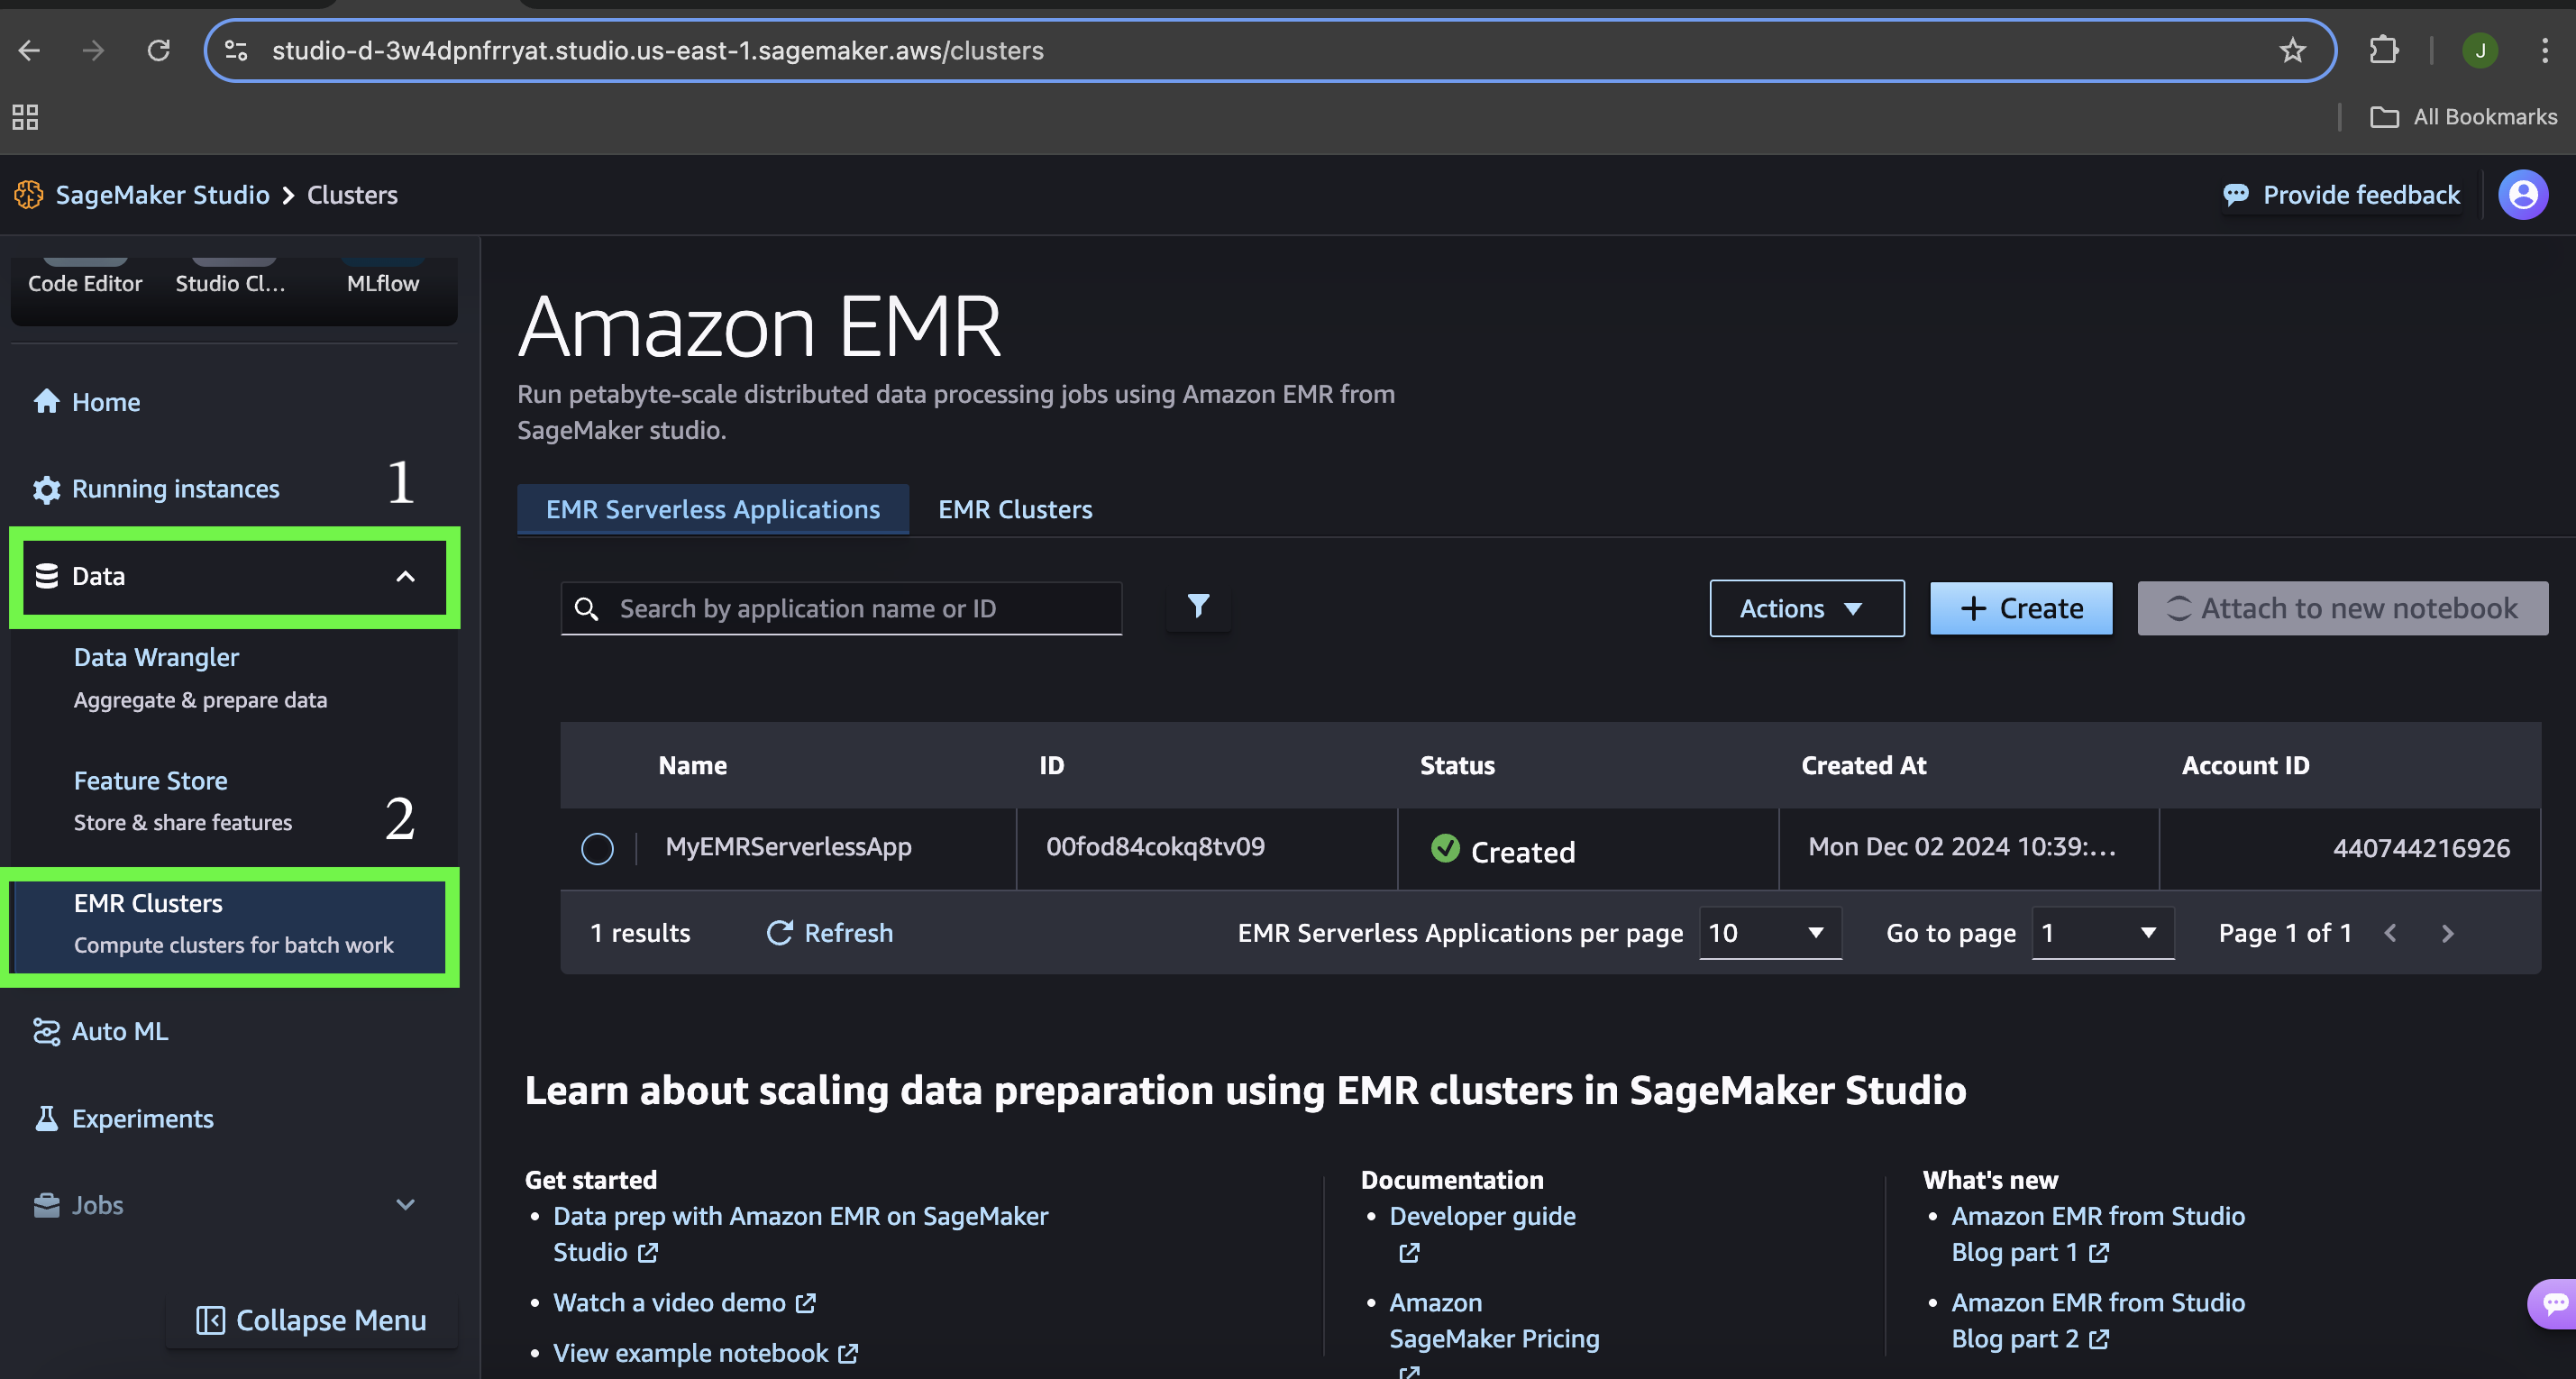 studio-d-3w4dpnfrryat.studio.us-east-1.sagemaker.aws/clusters
J
All Bookmarks
SageMaker Studio > Clusters
Provide feedback
Code Editor
Studio Cl...
MLflow
Home
Running instances
1
Data
Data Wrangler
Aggregate & prepare data
Feature Store
Store & share features
2
EMR Clusters
Compute clusters for batch work
Auto ML
Experiments
Jobs
Collapse Menu
Amazon EMR
Run petabyte-scale distributed data processing jobs using Amazon EMR from
SageMaker studio.
EMR Serverless Applications
EMR Clusters
Search by application name or ID
Actions
+ Create
Attach to new notebook
Name ID Status Created At Account ID
MyEMRServerlessApp 00fod84cokq8tv09 Created Mon Dec 02 2024 10:39:... 440744216926
1 results Refresh EMR Serverless Applications per page 10 Go to page 1 Page 1 of 1 < >
Learn about scaling data preparation using EMR clusters in SageMaker Studio
Get started
• Data prep with Amazon EMR on SageMaker
Studio
• Watch a video demo
• View example notebook
Documentation
• Developer guide
• Amazon
SageMaker Pricing
What's new
• Amazon EMR from Studio
Blog part 1
• Amazon EMR from Studio
Blog part 2